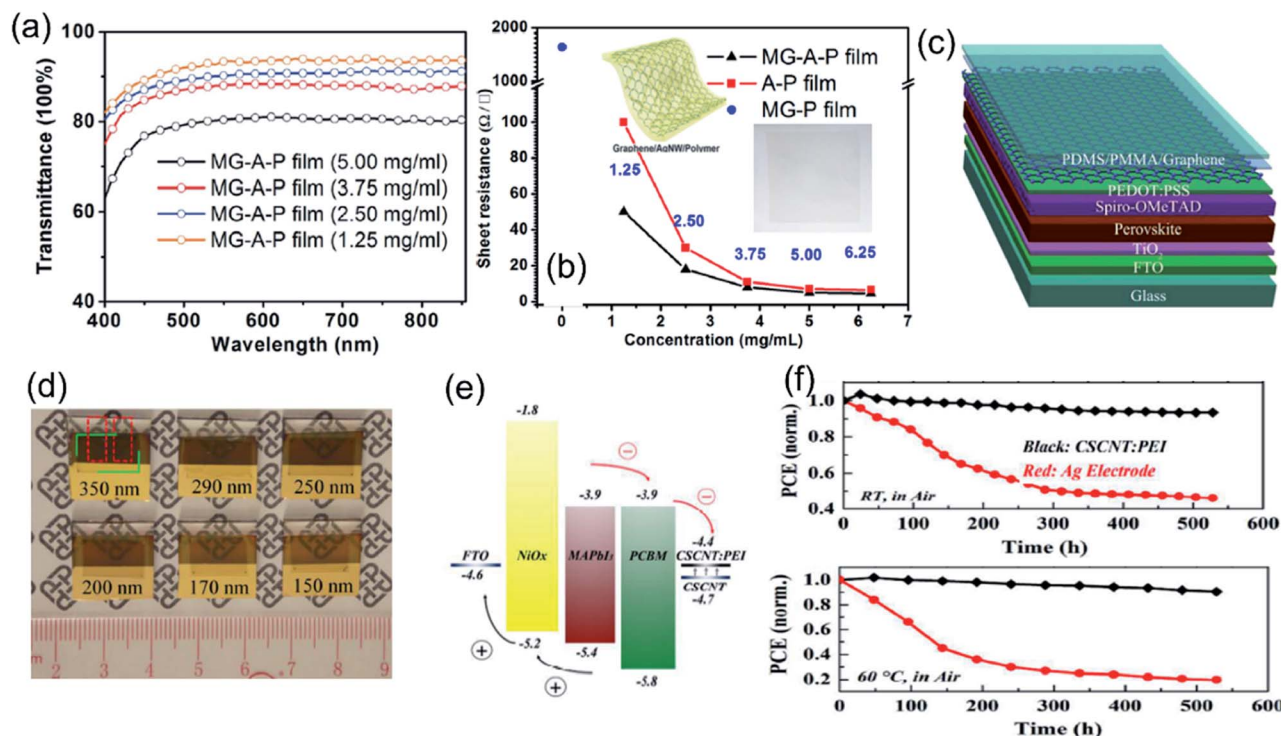 (a)
Transmittance (100%)
100
80
60
40
MG-A-P film (5.00 mg/ml)
MG-A-P film (3.75 mg/ml)
MG-A-P film (2.50 mg/ml)
MG-A-P film (1.25 mg/ml)
400 500 600 700 800
Wavelength (nm)
(b)
Sheet resistance (Ω / □)
2000
1000
100
80
60
40
20
0
MG-A-P film
A-P film
MG-P film
Graphene/AgNW/Polymer
1.25
2.50
3.75
5.00
6.25
0 1 2 3 4 5 6 7
Concentration (mg/mL)
(c)
PDMS/PMMA/Graphene
PEDOT:PSS
Spiro-OMeTAD
Perovskite
TiO2
FTO
Glass
(d)
350 nm
290 nm
250 nm
200 nm
170 nm
150 nm
2 3 4 5 6 7 8 9
(e)
-1.8
-3.9
-3.9
-4.4
FTO
-4.6
NiOx
MAPbI3
PCBM
CSCNT:PEI
CSCNT
-4.7
-5.2
-5.4
-5.8
(f)
PCE (norm.)
1.0
0.8
0.6
0.4
Black: CSCNT:PEI
Red: Ag Electrode
RT, in Air
0 100 200 300 400 500 600
Time (h)
PCE (norm.)
1.0
0.8
0.6
0.4
0.2
60 °C, in Air
0 100 200 300 400 500 600
Time (h)